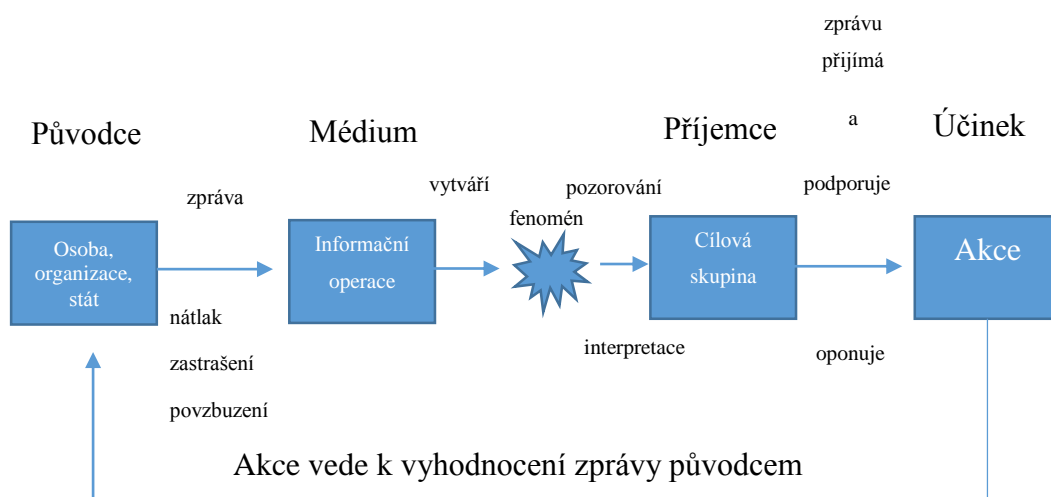 zprávu
přijímá
a
podporuje
Původce
Médium
Příjemce
Účinek
zpráva
vytváří
fenomén
pozorování
Osoba,
organizace,
stát
Informační
operace
Cílová
skupina
Akce
nátlak
zastrašení
povzbuzení
interpretace
oponuje
Akce vede k vyhodnocení zprávy původcem